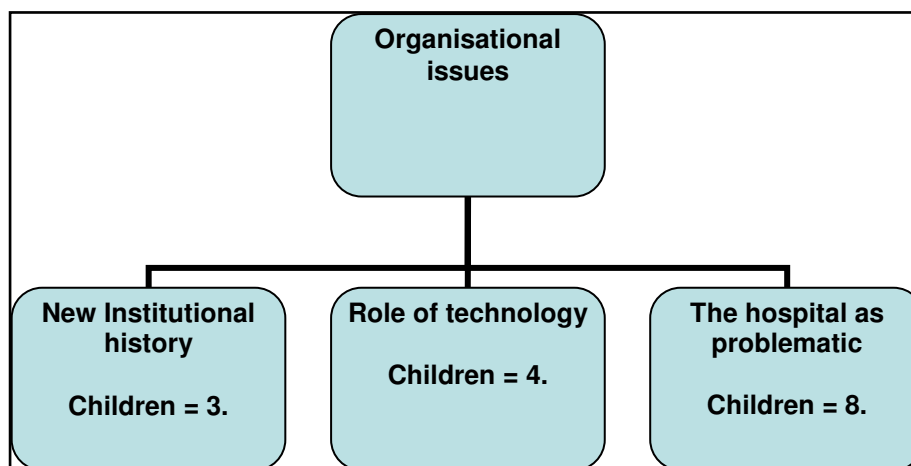 Organisational
issues
New Institutional
history
Children = 3.
Role of technology
Children = 4.
The hospital as
problematic
Children = 8.